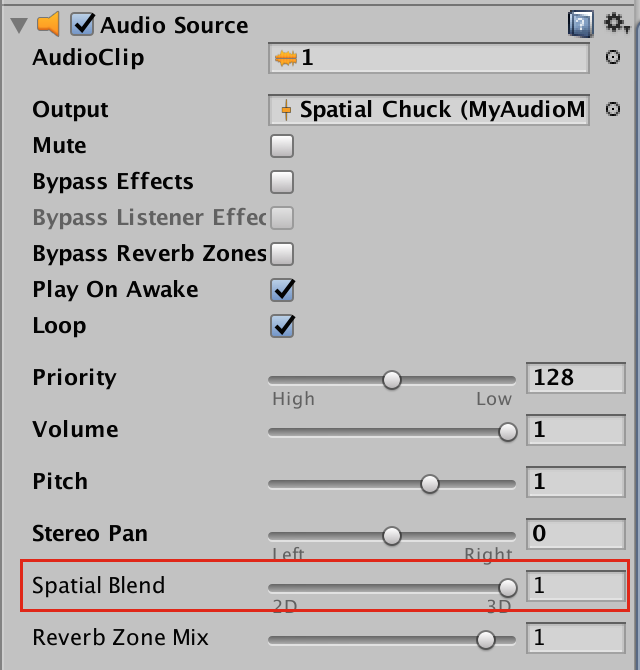 Audio Source
AudioClip 1
Output Spatial Chuck (MyAudioM
Mute
Bypass Effects
Bypass Listener Effec
Bypass Reverb Zones
Play On Awake
Loop
Priority 128
High Low
Volume 1
Pitch 1
Stereo Pan 0
Left Right
Spatial Blend 1
2D 3D
Reverb Zone Mix 1